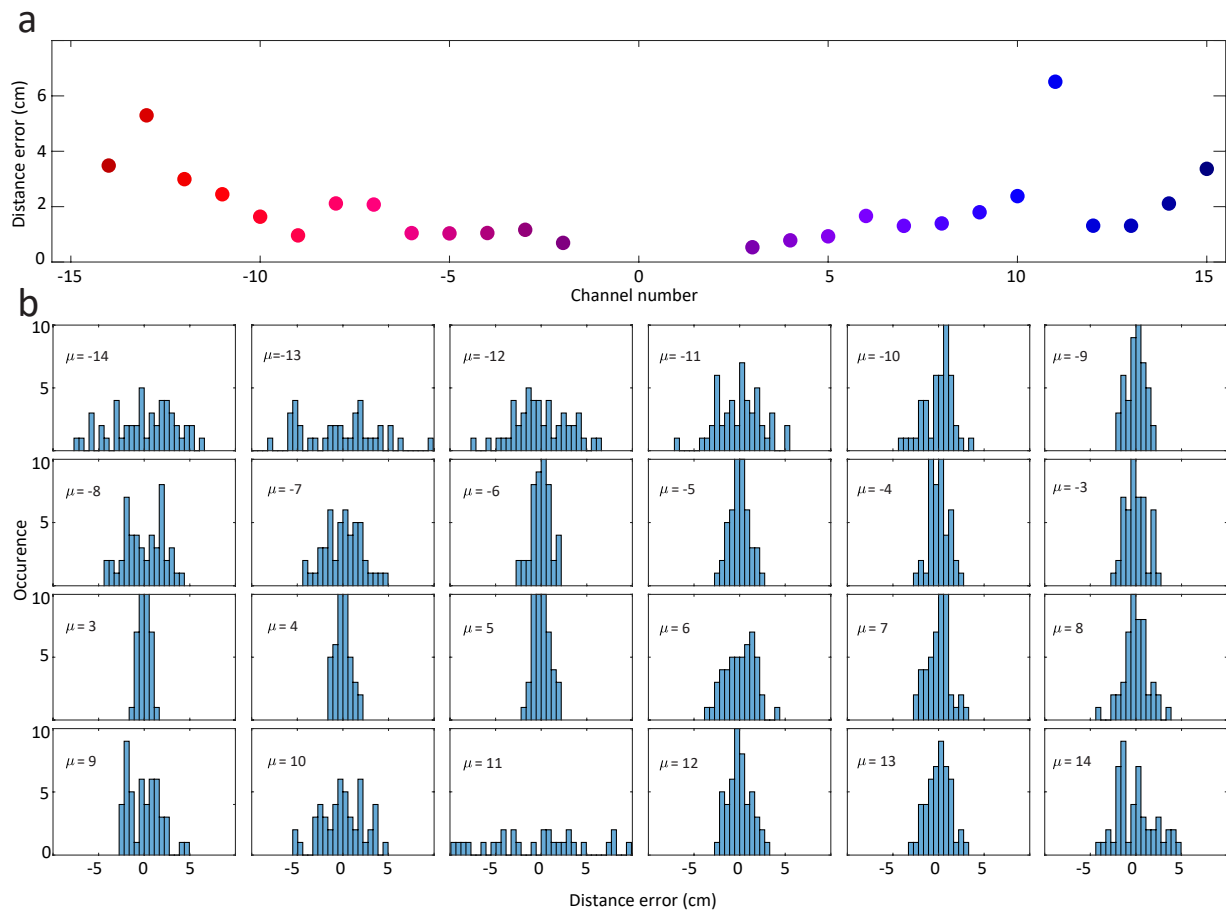 a
Distance error (cm)
6
4
2
0
-15 -10 -5 0 5 10 15
Channel number
b
Occurence
10
5
μ= -14
μ=-13
μ= -12
μ= -11
μ= -10
μ= -9
10
5
μ= -8
μ= -7
μ= -6
μ= -5
μ= -4
μ= -3
10
5
μ= 3
μ= 4
μ= 5
μ= 6
μ= 7
μ= 8
10
5
0
μ= 9
μ= 10
μ= 11
μ= 12
μ= 13
μ= 14
-5 0 5 -5 0 5 -5 0 5 -5 0 5 -5 0 5 -5 0 5
Distance error (cm)